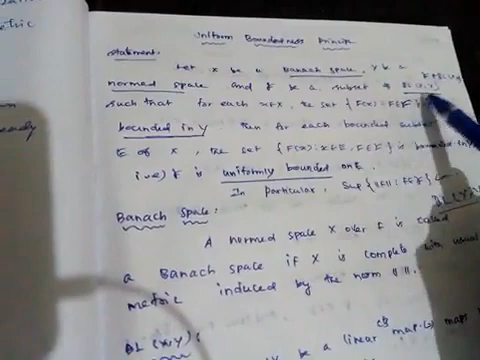 Uniform Boundedness Principle
Statement:
Let X be a Banach space, Y be a
normed space and F be a subset of BL(X,Y)
such that for each x∈X, the set {F(x): F∈F}
bounded in Y. Then for each bounded subset
E of X, the set {F(x): x∈E, F∈F} is bounded in Y
(i.e) F is uniformly bounded on E.
In particular, Sup {||F||: F∈F} <
Banach Space:
A normed space X over F is called
a Banach space if X is complete with usual
metric induced by the norm || ||.
BL(X,Y):
Y be a linear map